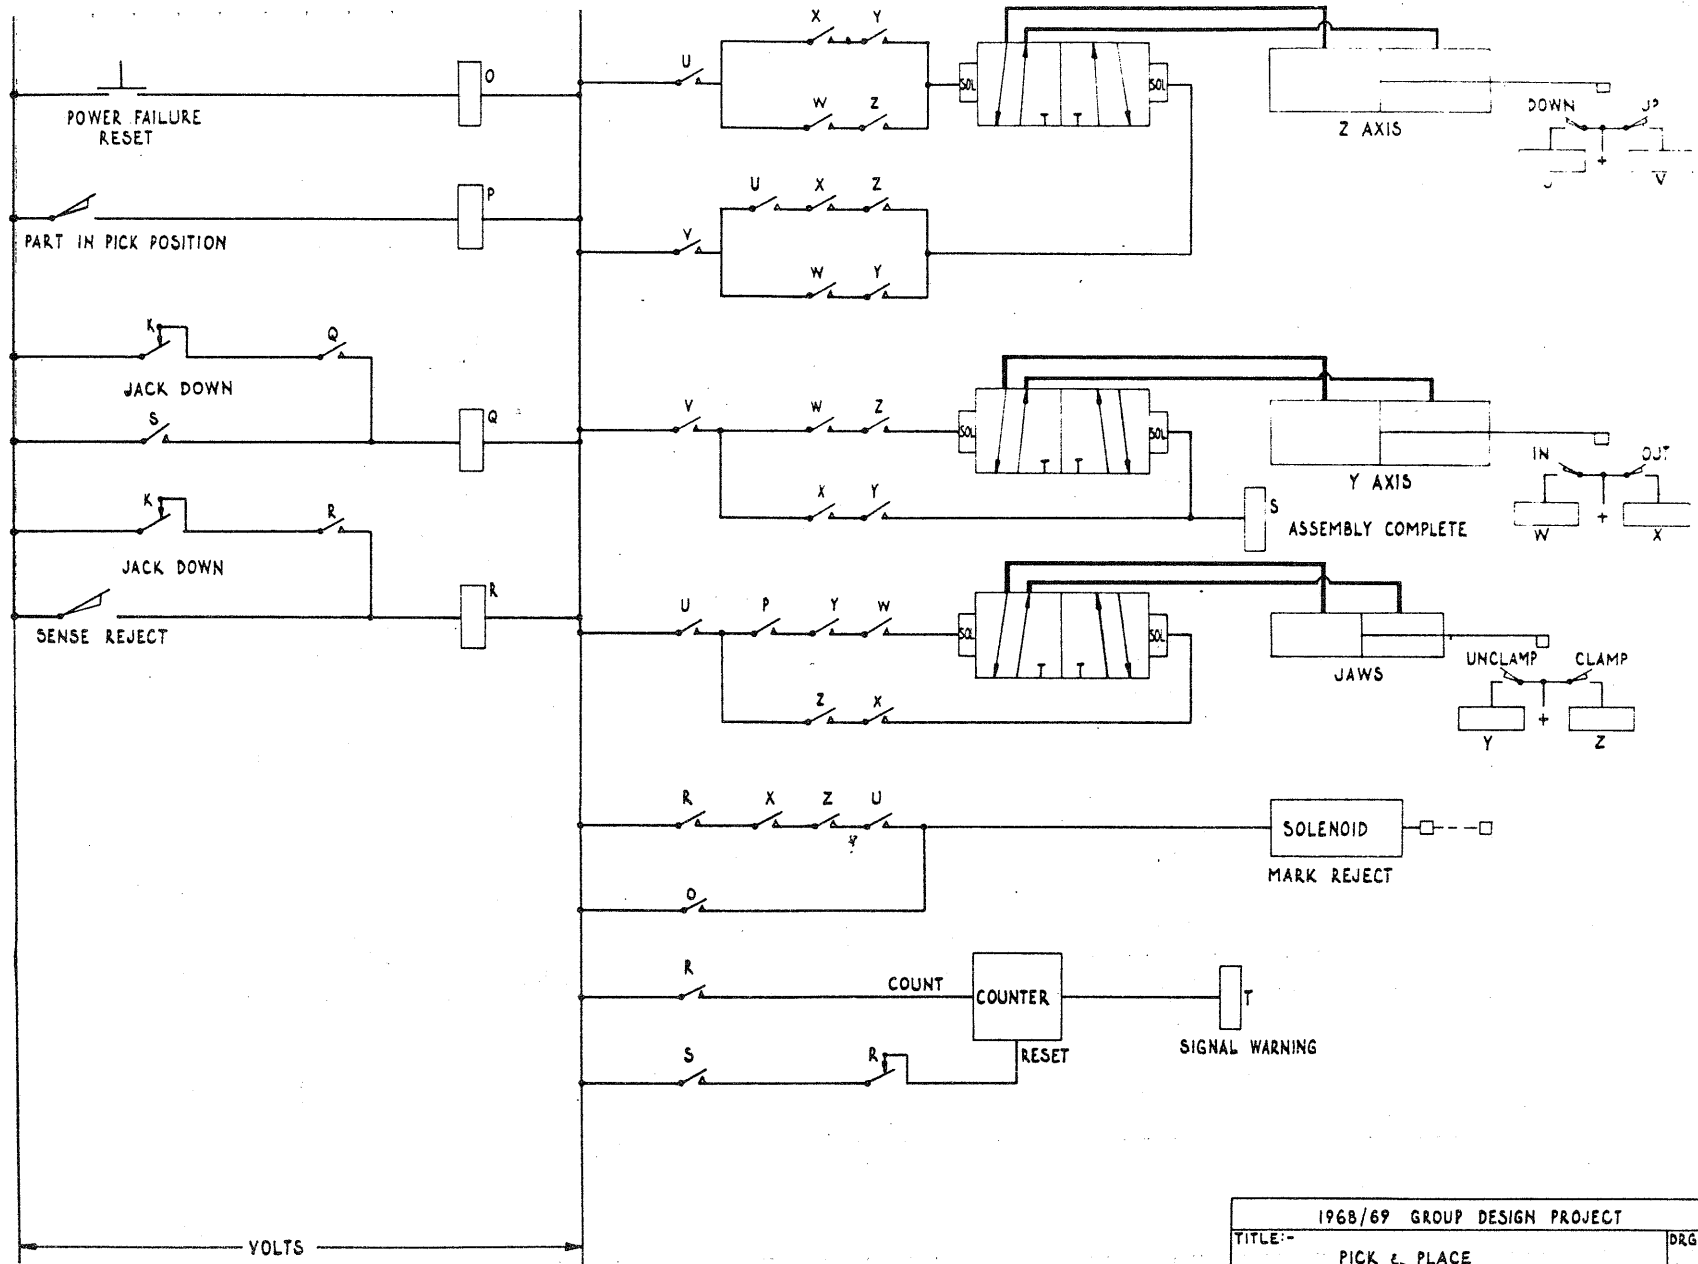 POWER FAILURE
RESET
O
PART IN PICK POSITION
P
K
Q
JACK DOWN
S
Q
K
R
JACK DOWN
SENSE REJECT
R
VOLTS
U
X Y
W Z
SOL
T T
SOL
Z AXIS
DOWN
+
V
V
U X Z
W Y
V
W Z
X Y
SOL
T T
SOL
S
ASSEMBLY COMPLETE
Y AXIS
IN OUT
W + X
U P Y W
Z X
SOL
T T
SOL
JAWS
UNCLAMP CLAMP
Y + Z
R X Z U
O
SOLENOID
MARK REJECT
R
COUNT
COUNTER
T
SIGNAL WARNING
S
R
RESET
1968/69 GROUP DESIGN PROJECT
TITLE:-
PICK & PLACE
DRG